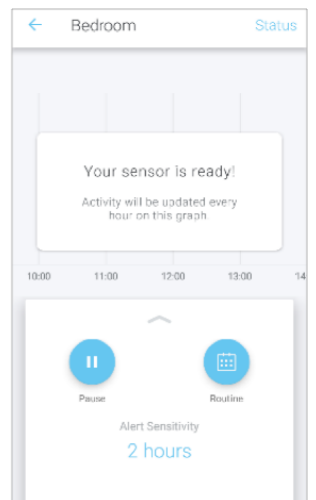 Bedroom
Status
Your sensor is ready!
Activity will be updated every
hour on this graph
10:00 11:00 12:00 13:00 14
Pause
Routine
Alert Sensitivity
2 hours